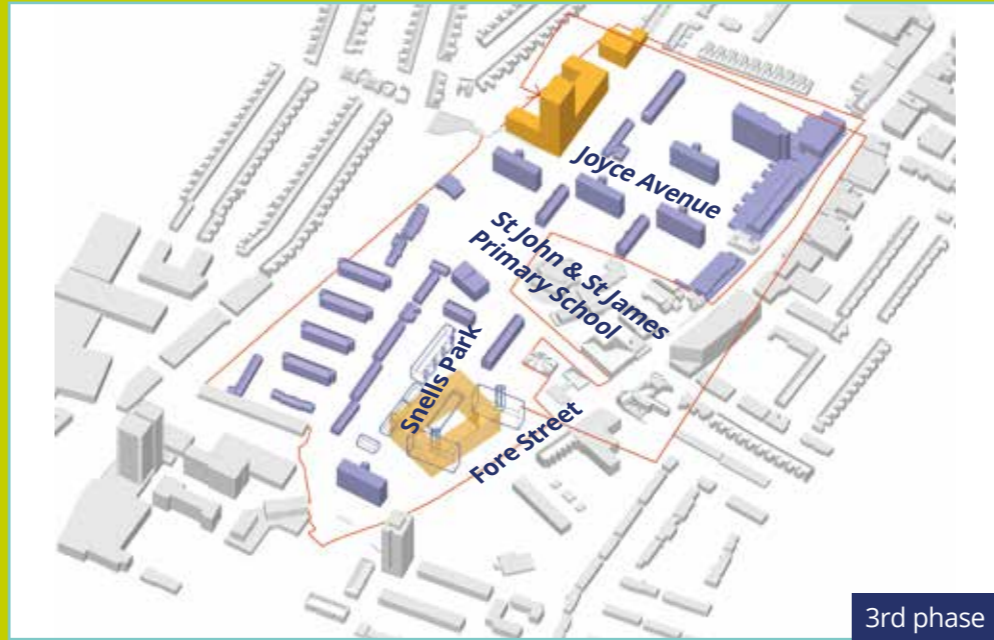 Joyce Avenue
St John & St James
Primary School
Snells Park
Fore Street
3rd phase